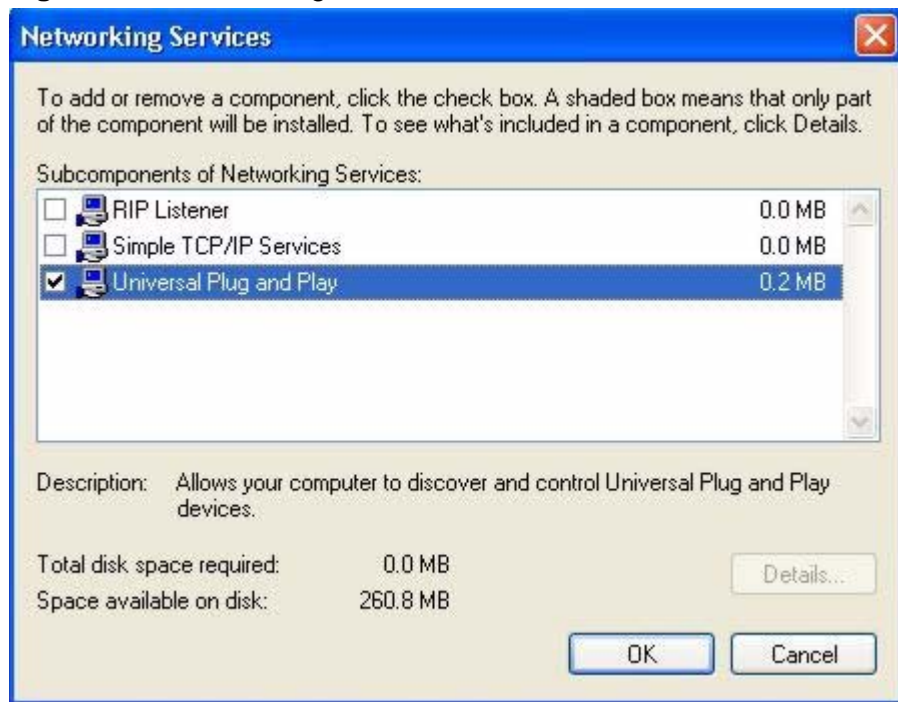 Networking Services
To add or remove a component, click the check box. A shaded box means that only part
of the component will be installed. To see what's included in a component, click Details.
Subcomponents of Networking Services:
RIP Listener 0.0 MB
Simple TCP/IP Services 0.0 MB
Universal Plug and Play 0.2 MB
Description: Allows your computer to discover and control Universal Plug and Play
devices.
Total disk space required: 0.0 MB
Details...
Space available on disk: 260.8 MB
OK Cancel